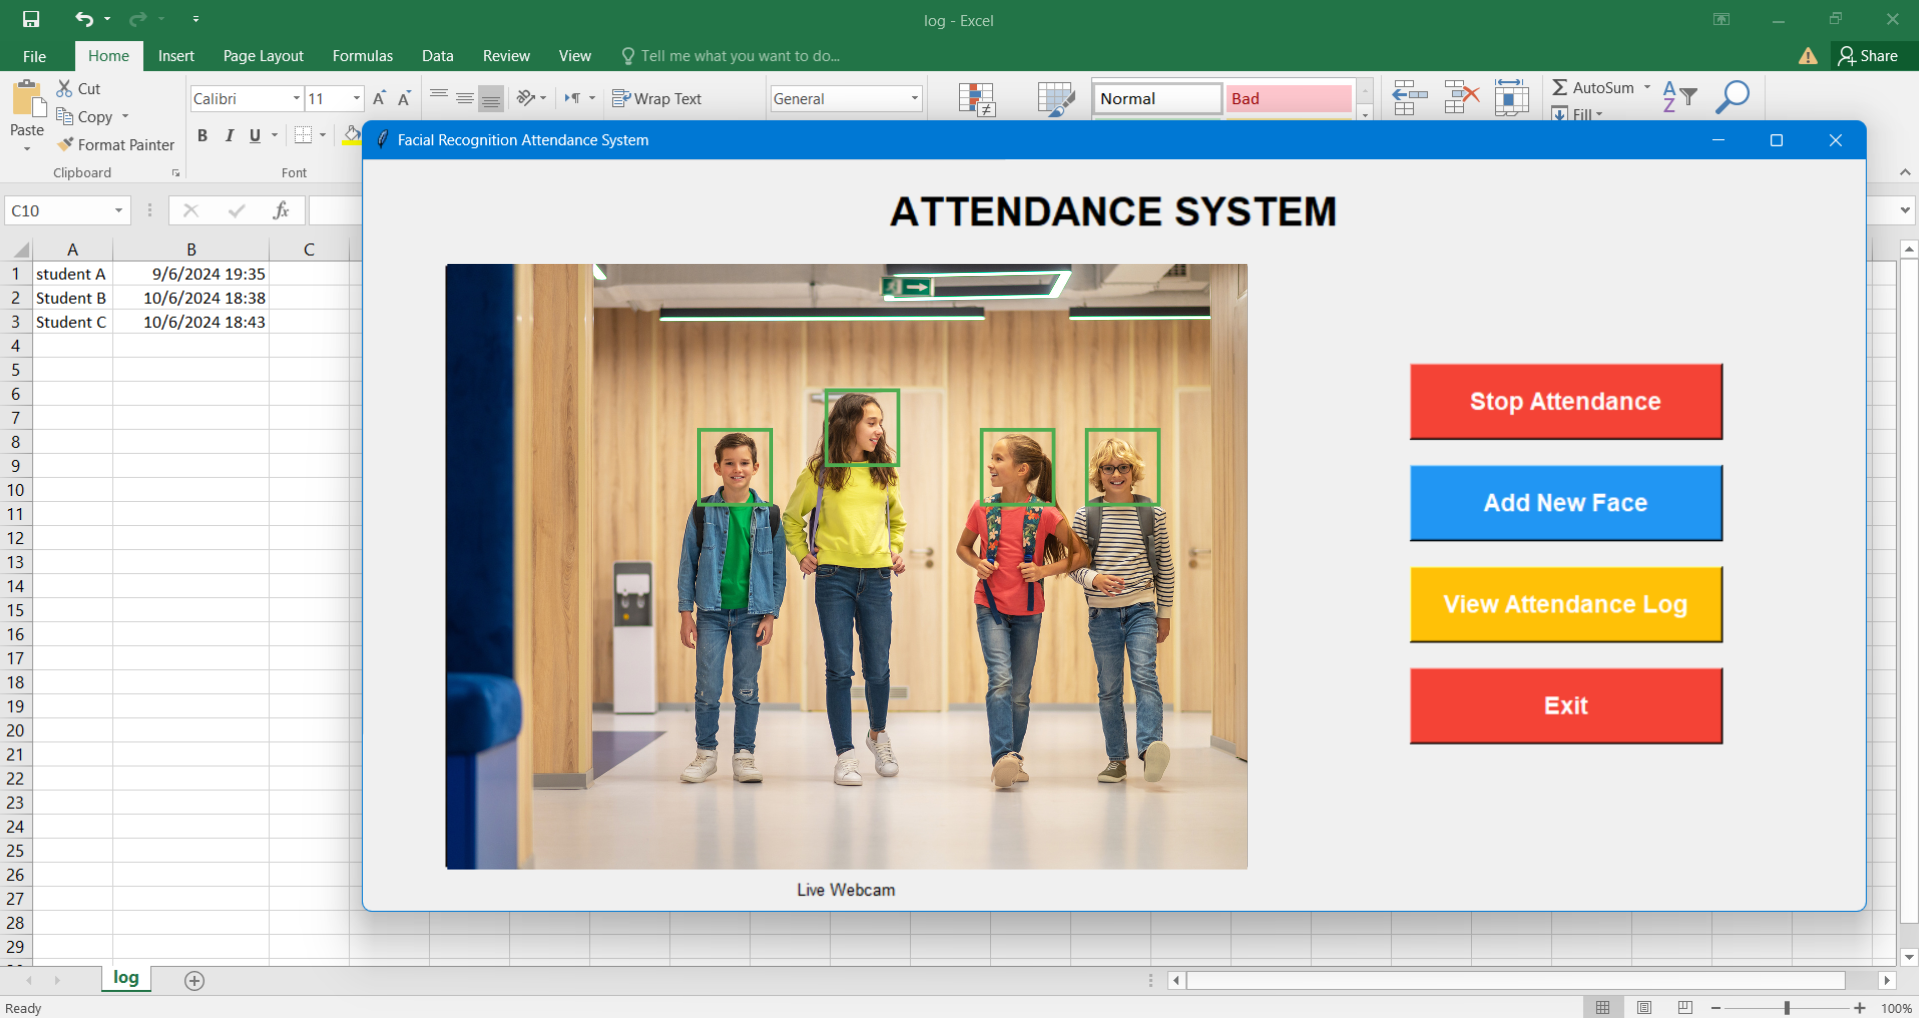 log - Excel
File Home Insert Page Layout Formulas Data Review View Tell me what you want to do... Share
Paste
Cut
Copy
Format Painter
Clipboard
Calibri 11
B I U
Font
Wrap Text
General
Normal Bad
AutoSum
Fill
C10 fx
A B C
1 student A 9/6/2024 19:35
2 Student B 10/6/2024 18:38
3 Student C 10/6/2024 18:43
4
5
6
7
8
9
10
11
12
13
14
15
16
17
18
19
20
21
22
23
24
25
26
27
28
29
Facial Recognition Attendance System
ATTENDANCE SYSTEM
Stop Attendance
Add New Face
View Attendance Log
Exit
Live Webcam
log
Ready
100%